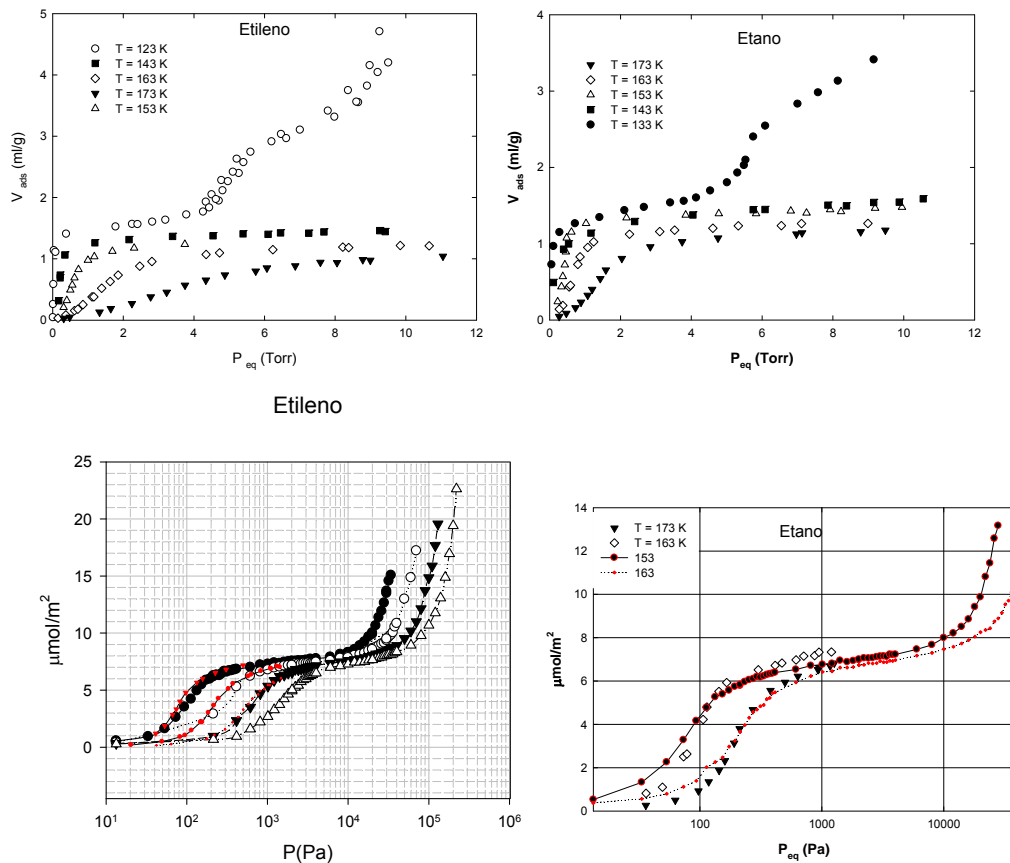 Etileno
T = 123 K
T = 143 K
T = 163 K
T = 173 K
T = 153 K
V ads (ml/g)
5
4
3
2
1
0
0 2 4 6 8 10 12
P eq (Torr)
Etano
T = 173 K
T = 163 K
T = 153 K
T = 143 K
T = 133 K
V ads (ml/g)
4
3
2
1
0
0 2 4 6 8 10 12
P eq (Torr)
Etileno
μmol/m²
25
20
15
10
5
0
10¹ 10² 10³ 10⁴ 10⁵ 10⁶
P(Pa)
Etano
T = 173 K
T = 163 K
153
163
μmol/m²
14
12
10
8
6
4
2
0
100 1000 10000
P eq (Pa)